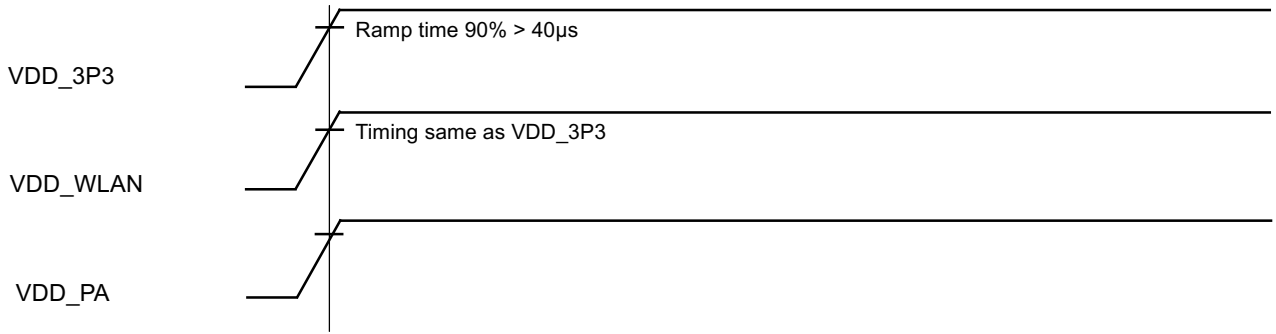 Ramp time 90% > 40µs
VDD_3P3
Timing same as VDD_3P3
VDD_WLAN
VDD_PA